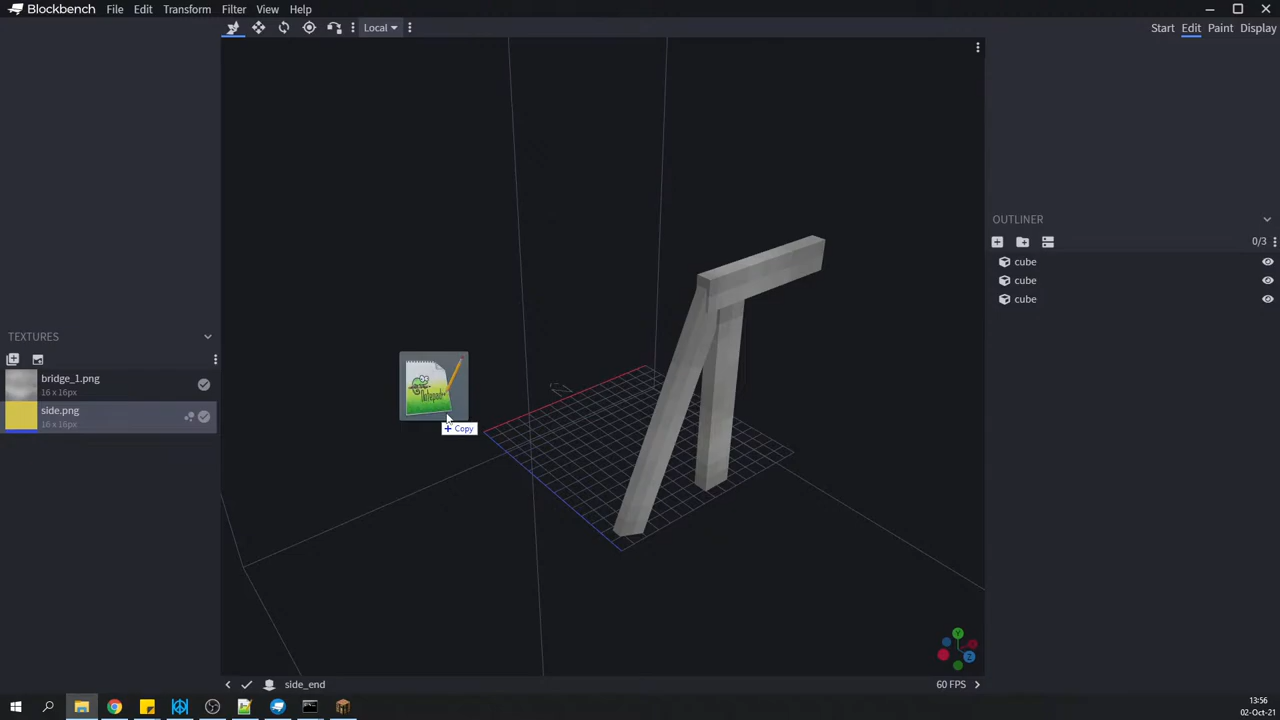 Blockbench File Edit Transform Filter View Help
Local
Start Edit Paint Display
OUTLINER
0/3
cube
cube
cube
TEXTURES
bridge_1.png
16 x 16px
side.png
16 x 16px
Copy
N
Y
X
Z
side_end
60 FPS
13:56
02-Oct-21